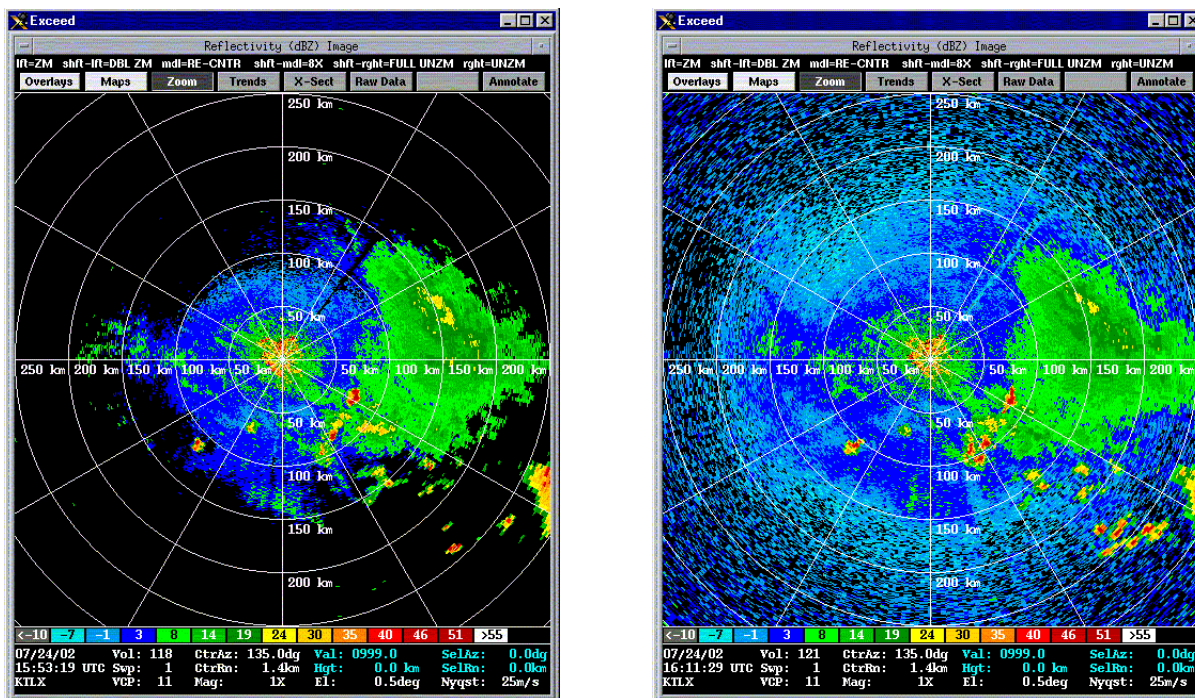 Exceed
Reflectivity (dBZ) Image
lft=ZM shft-lft=DBL ZM mdl=RE-CNTR shft-mdl=8X shft-rght=FULL UNZM rght=UNZM
Overlays Maps Zoom Trends X-Sect Raw Data Annotate
250 km
200 km
150 km
100 km
50 km
250 km 200 km 150 km 100 km 50 km 50 km 100 km 150 km 200 km
50 km
100 km
150 km
200 km
<-10 -7 -1 3 8 14 19 24 30 35 40 46 51 >55
07/24/02 Vol: 118 CtrAz: 135.0dg Val: 0999.0 SelAz: 0.0dg
15:53:19 UTC Swp: 1 CtrRn: 1.4km Hgt: 0.0 km SelRn: 0.0km
KTLX VCP: 11 Mag: 1X El: 0.5deg Nyqst: 25m/s
Exceed
Reflectivity (dBZ) Image
lft=ZM shft-lft=DBL ZM mdl=RE-CNTR shft-mdl=8X shft-rght=FULL UNZM rght=UNZM
Overlays Maps Zoom Trends X-Sect Raw Data Annotate
250 km
200 km
150 km
100 km
50 km
250 km 200 km 150 km 100 km 50 km 50 km 100 km 150 km 200 km
50 km
100 km
150 km
200 km
<-10 -7 -1 3 8 14 19 24 30 35 40 46 51 >55
07/24/02 Vol: 121 CtrAz: 135.0dg Val: 0999.0 SelAz: 0.0dg
16:11:29 UTC Swp: 1 CtrRn: 1.4km Hgt: 0.0 km SelRn: 0.0km
KTLX VCP: 11 Mag: 1X El: 0.5deg Nyqst: 25m/s